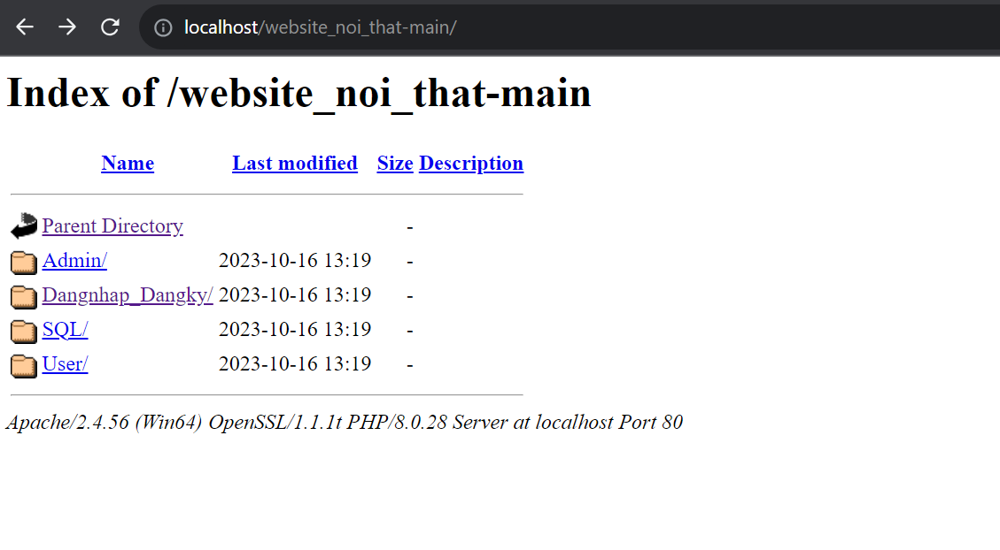 localhost/website_noi_that-main/
Index of /website_noi_that-main
Name Last modified Size Description
Parent Directory -
Admin/ 2023-10-16 13:19 -
Dangnhap_Dangky/ 2023-10-16 13:19 -
SQL/ 2023-10-16 13:19 -
User/ 2023-10-16 13:19 -
Apache/2.4.56 (Win64) OpenSSL/1.1.1t PHP/8.0.28 Server at localhost Port 80